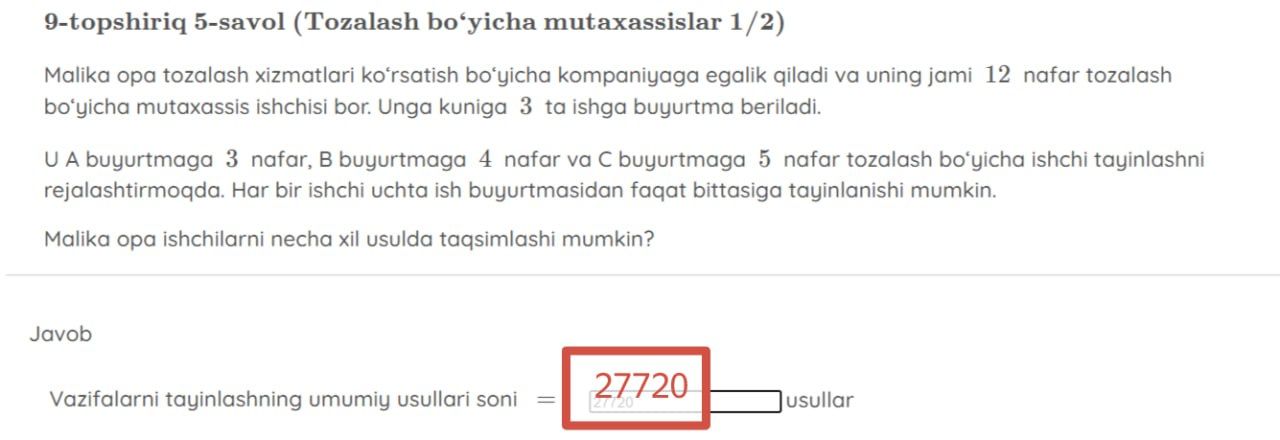 9-topshiriq 5-savol (Tozalash bo‘yicha mutaxassislar 1/2)
Malika opa tozalash xizmatlari ko‘rsatish bo‘yicha kompaniyaga egalik qiladi va uning jami 12 nafar tozalash
bo‘yicha mutaxassis ishchisi bor. Unga kuniga 3 ta ishga buyurtma beriladi.
U A buyurtmaga 3 nafar, B buyurtmaga 4 nafar va C buyurtmaga 5 nafar tozalash bo‘yicha ishchi tayinlashni
rejalashtirmoqda. Har bir ishchi uchta ish buyurtmasidan faqat bittasiga tayinlanishi mumkin.
Malika opa ishchilarni necha xil usulda taqsimlashi mumkin?
Javob
27720
Vazifalarni tayinlashning umumiy usullari soni = 27720 usullar